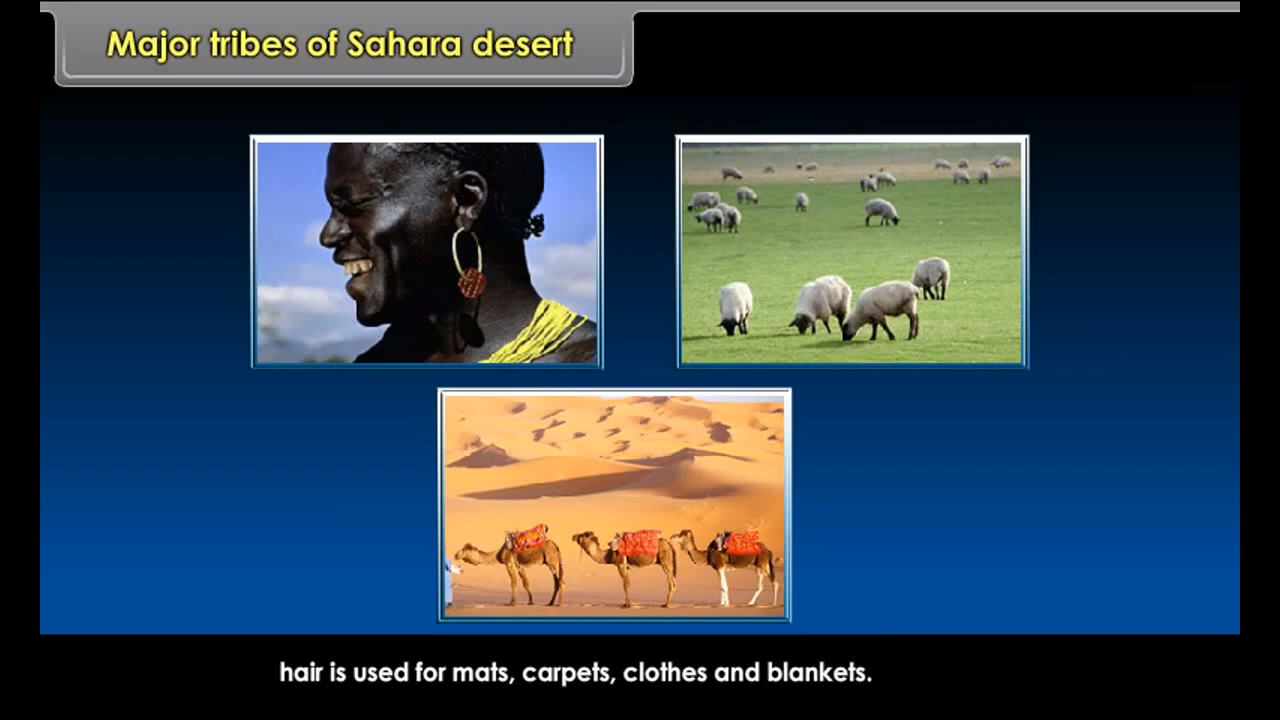 Major tribes of Sahara desert
hair is used for mats, carpets, clothes and blankets.